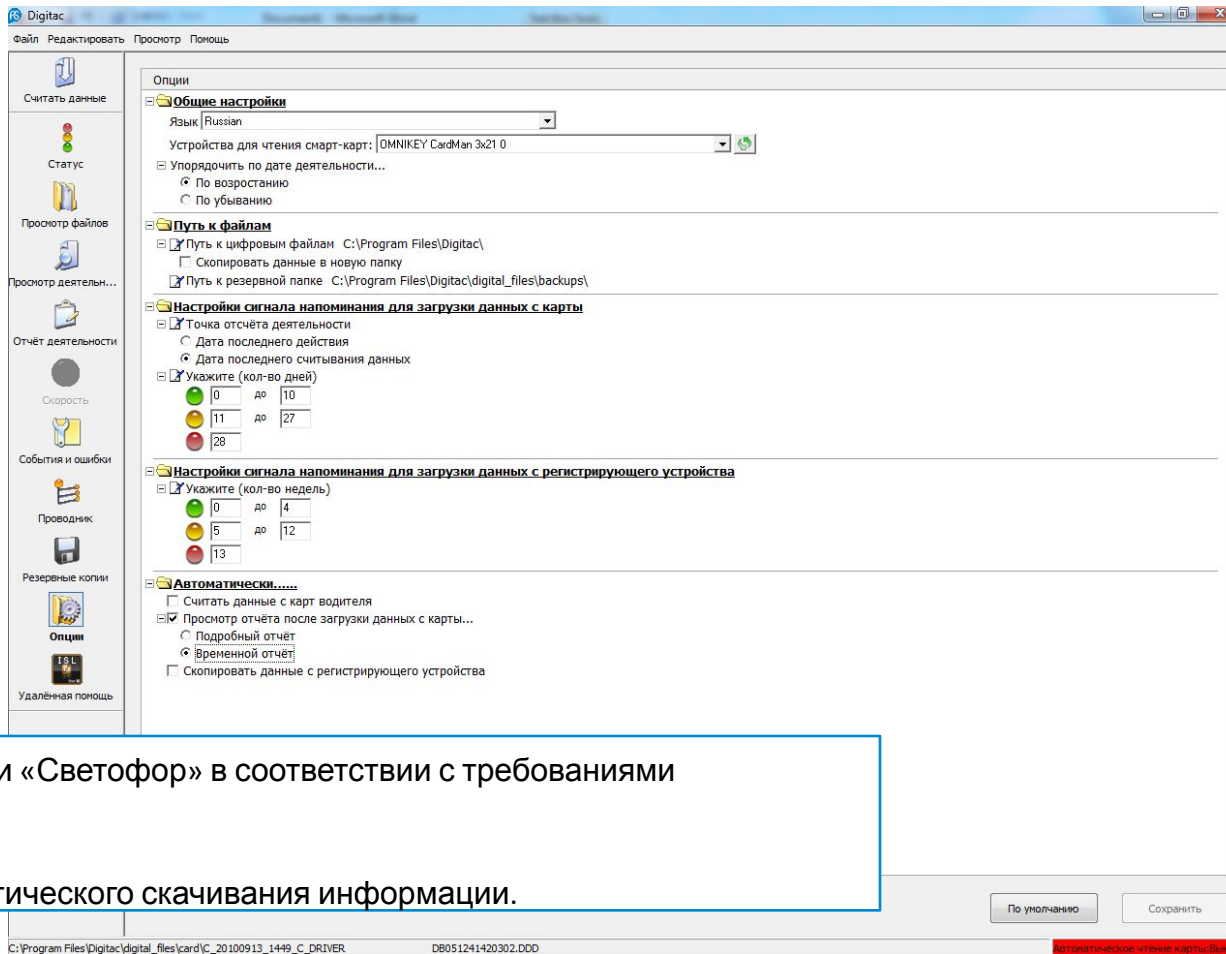 Digitac
Файл Редактировать Просмотр Помощь
Считать данные
Статус
Просмотр файлов
Просмотр деятельн...
Отчёт деятельности
Скорость
События и ошибки
Проводник
Резервные копии
Опции
ISL
Удалённая помощь
Опции
Общие настройки
Язык Russian
Устройства для чтения смарт-карт: OMNIKEY CardMan 3x21 0
Упорядочить по дате деятельности...
По возростанию
По убыванию
Путь к файлам
Путь к цифровым файлам C:\Program Files\Digitac\
Скопировать данные в новую папку
Путь к резервной папке C:\Program Files\Digitac\digital_files\backups\
Настройки сигнала напоминания для загрузки данных с карты
Точка отсчёта деятельности
Дата последнего действия
Дата последнего считывания данных
Укажите (кол-во дней)
0 до 10
11 до 27
28
Настройки сигнала напоминания для загрузки данных с регистрирующего устройства
Укажите (кол-во недель)
0 до 4
5 до 12
13
Автоматически......
Считать данные с карт водителя
Просмотр отчёта после загрузки данных с карты...
Подробный отчёт
Временной отчёт
Скопировать данные с регистрирующего устройства
и «Светофор» в соответствии с требованиями
тического скачивания информации.
По умолчанию Сохранить
C:\Program Files\Digitac\digital_files\card\C_20100913_1449_C_DRIVER DB051241420302.DDD
Автоматическое чтение карты:Вык